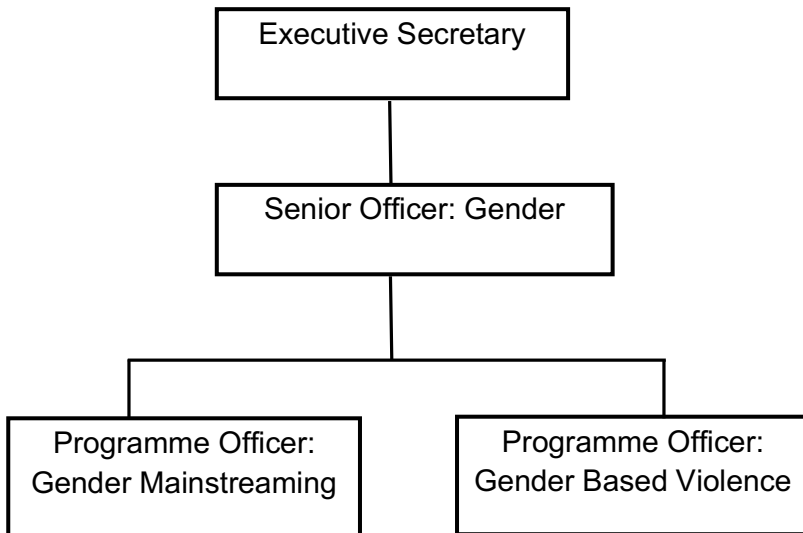 Executive Secretary
Senior Officer: Gender
Programme Officer:
Gender Mainstreaming
Programme Officer:
Gender Based Violence